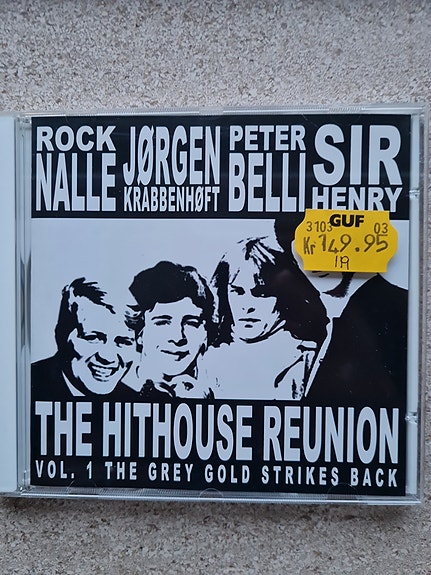 ROCK NALLE
JØRGEN KRABBENHØFT
PETER BELLI
SIR HENRY
GUF
3103 03
Kr 149.95
THE HITHOUSE REUNION
VOL. 1 THE GREY GOLD STRIKES BACK